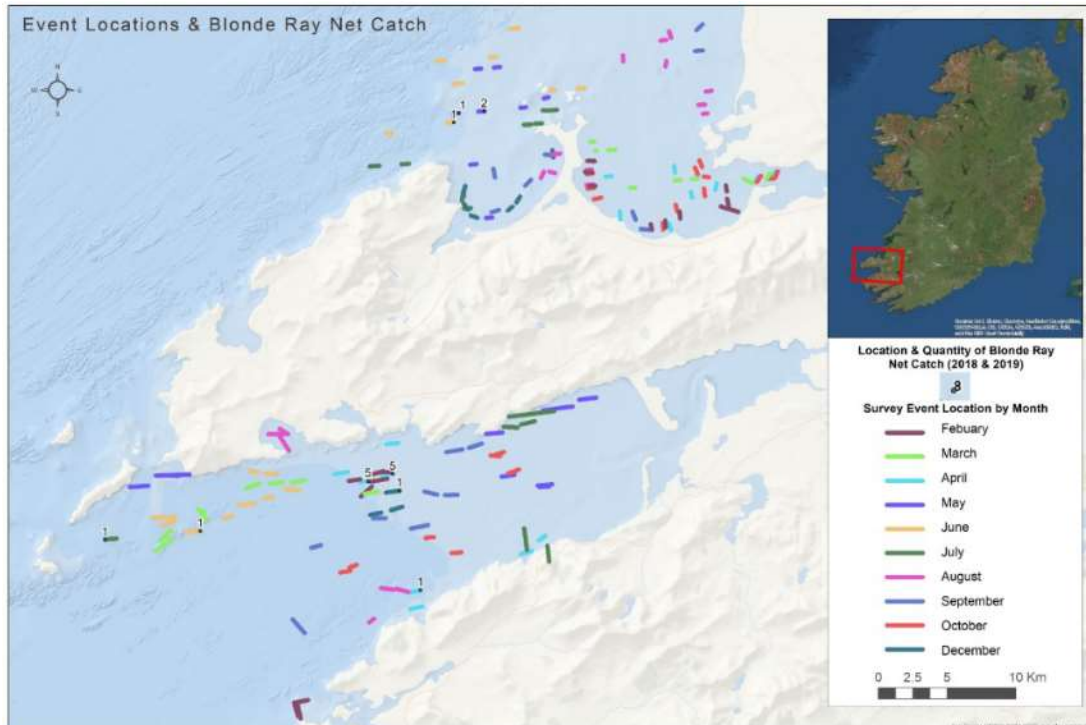 Event Locations & Blonde Ray Net Catch
N
S
1
2
1
5
5
1
1
1
1
Location & Quantity of Blonde Ray
Net Catch (2018 & 2019)
8
Survey Event Location by Month
Febuary
March
April
May
June
July
August
September
October
December
0 2.5 5 10 Km